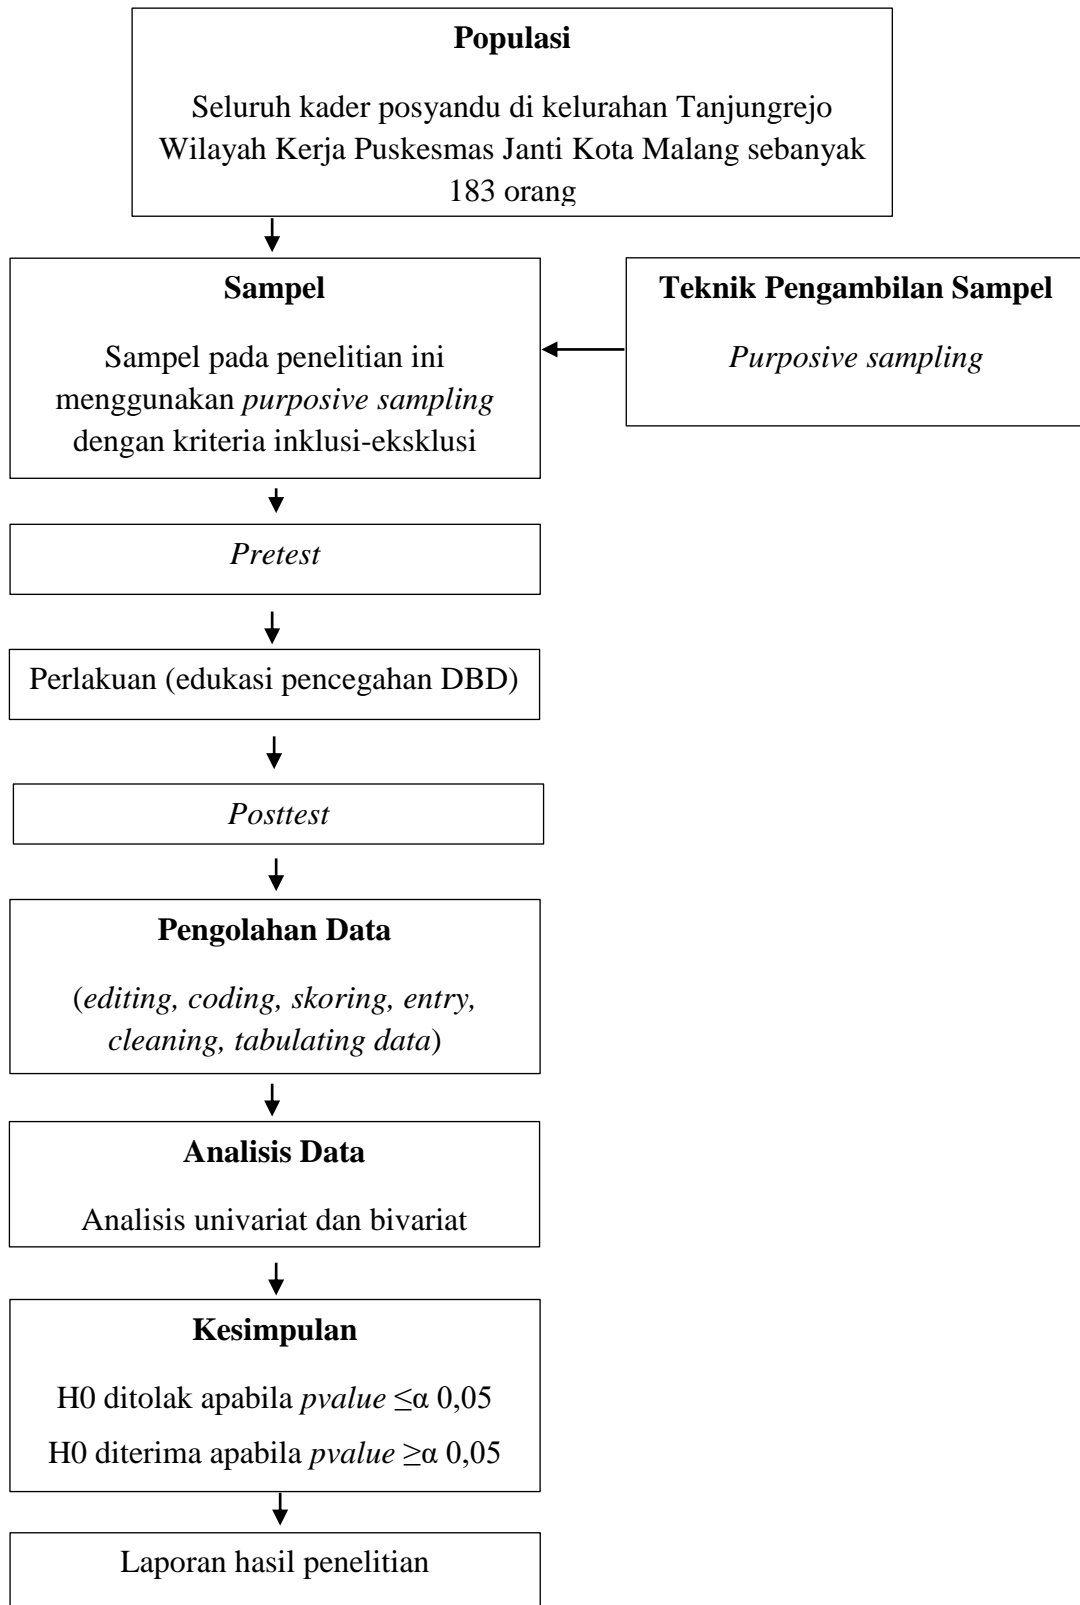 Populasi
Seluruh kader posyandu di kelurahan Tanjungrejo
Wilayah Kerja Puskesmas Janti Kota Malang sebanyak
183 orang
Sampel
Sampel pada penelitian ini
menggunakan purposive sampling
dengan kriteria inklusi-eksklusi
Teknik Pengambilan Sampel
Purposive sampling
Pretest
Perlakuan (edukasi pencegahan DBD)
Posttest
Pengolahan Data
(editing, coding, skoring, entry,
cleaning, tabulating data)
Analisis Data
Analisis univariat dan bivariat
Kesimpulan
H0 ditolak apabila pvalue ≤α 0,05
H0 diterima apabila pvalue ≥α 0,05
Laporan hasil penelitian